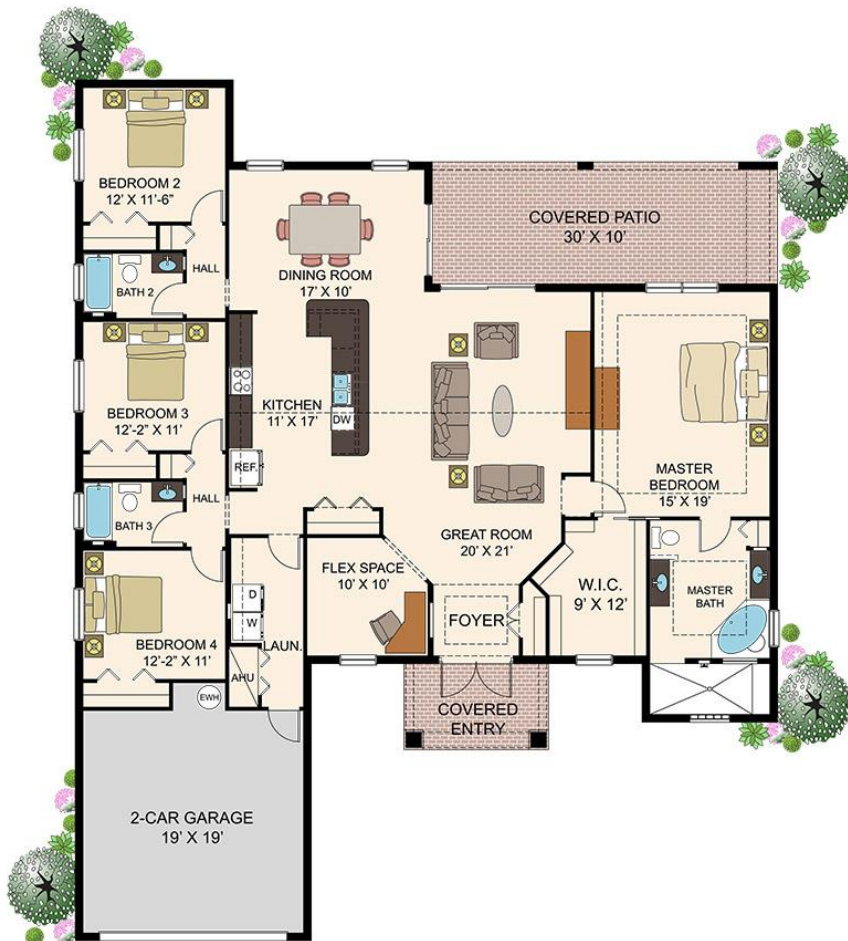 BEDROOM 2
12' X 11'-6"
COVERED PATIO
30' X 10'
HALL
DINING ROOM
17' X 10'
BATH 2
BEDROOM 3
12'-2" X 11'
KITCHEN
11' X 17'
DW
REF.
MASTER
BEDROOM
15' X 19'
HALL
BATH 3
GREAT ROOM
20' X 21'
FLEX SPACE
10' X 10'
W.I.C.
9' X 12'
MASTER
BATH
D
W
FOYER
BEDROOM 4
12'-2" X 11'
LAUN.
AHU
EWH
COVERED
ENTRY
2-CAR GARAGE
19' X 19'